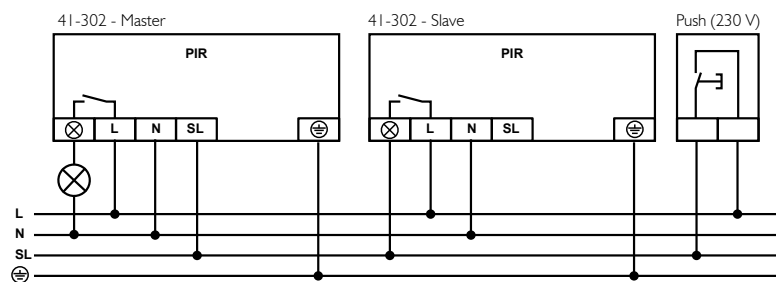 41-302 - Master
41-302 - Slave
Push (230 V)
PIR
PIR
L N SL
L N SL
L
N
SL